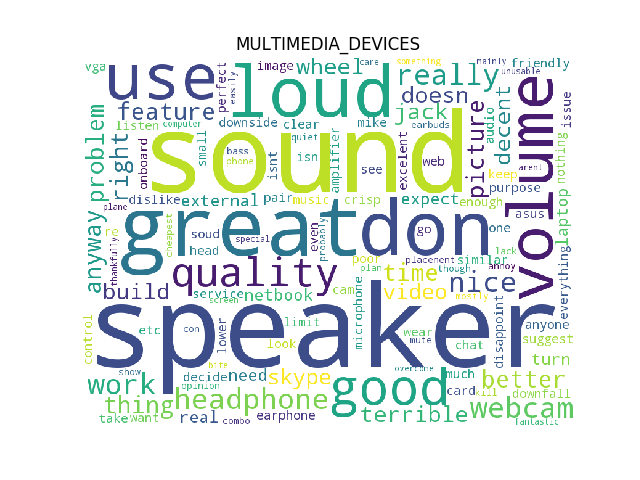 MULTIMEDIA_DEVICES
vga
use
loud
image
wheel
care
something
mainly
friendly
unusable
really
perfect
easily
computer
feature
problem
listen
right
onboard
small
downside
clear
mike
jack
doesn
earbuds
quiet
isn
isnt
bass
phone
amplifier
see
excelent
web
picture
audio
decent
volume
issue
nothing
laptop
arent
keep
purpose
sound
anyway
dislike
external
pair
music
crisp
expect
enough
asus
plane
ro
thankfully
cheapest
great
don
soud
head
special
even
probably
go
one
lack
everything
poor
placement
similar
annoy
plan
though
quality
time
nice
build
service
netbook
screen
cam
video
mostly
control
etc
con
lower
limit
microphone
wear
mute
chat
disappoint
anyone
suggest
speaker
look
show
bite
overcome
turn
work
decide
opinion
need
skype
good
much
card
better
kill
downfall
thing
headphone
take
want
real
combo
earphone
terrible
webcam
fantastic